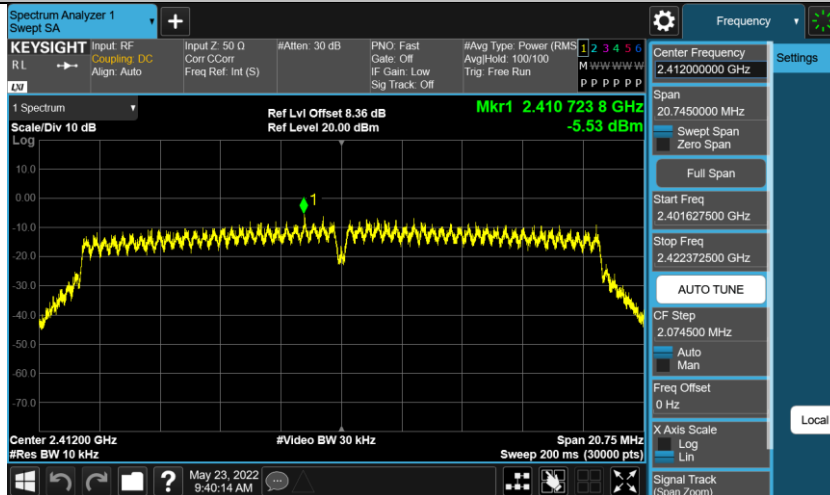 Spectrum Analyzer 1
Swept SA
+
Frequency
KEYSIGHT
RL
LXI
Input: RF
Coupling: DC
Align: Auto
Input Z: 50 Ω
Corr CCorr
Freq Ref: Int (S)
#Atten: 30 dB
PNO: Fast
Gate: Off
IF Gain: Low
Sig Track: Off
#Avg Type: Power (RMS
Avg|Hold: 100/100
Trig: Free Run
1 2 3 4 5 6
M W W W W W
P P P P P P
1 Spectrum
Scale/Div 10 dB
Log
Ref Lvl Offset 8.36 dB
Ref Level 20.00 dBm
Mkr1 2.410 723 8 GHz
-5.53 dBm
1
10.0
0.00
-10.0
-20.0
-30.0
-40.0
-50.0
-60.0
-70.0
Center 2.41200 GHz
#Res BW 10 kHz
#Video BW 30 kHz
Span 20.75 MHz
Sweep 200 ms (30000 pts)
May 23, 2022
9:40:14 AM
Center Frequency
2.412000000 GHz
Span
20.7450000 MHz
Swept Span
Zero Span
Full Span
Start Freq
2.401627500 GHz
Stop Freq
2.422372500 GHz
AUTO TUNE
CF Step
2.074500 MHz
Auto
Man
Freq Offset
0 Hz
X Axis Scale
Log
Lin
Signal Track
(Span Zoom)
Settings
Local